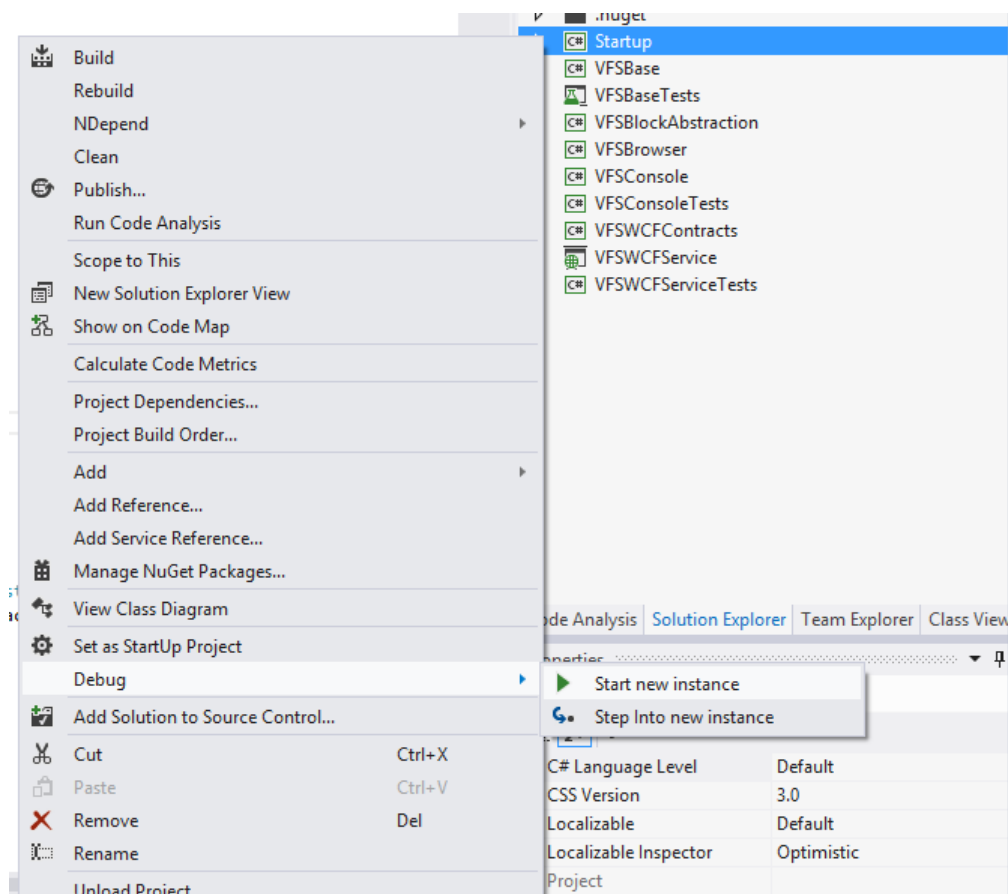 .nuget
C# Startup
C# VFSBase
VFSBaseTests
C# VFSBlockAbstraction
C# VFSBrowser
C# VFSConsole
C# VFSConsoleTests
C# VFSWCFContracts
VFSWCFService
C# VFSWCFServiceTests
Build
Rebuild
NDepend
Clean
Publish...
Run Code Analysis
Scope to This
New Solution Explorer View
Show on Code Map
Calculate Code Metrics
Project Dependencies...
Project Build Order...
Add
Add Reference...
Add Service Reference...
Manage NuGet Packages...
View Class Diagram
Set as StartUp Project
Debug
Add Solution to Source Control...
Cut Ctrl+X
Paste Ctrl+V
Remove Del
Rename
Unload Project
Start new instance
Step Into new instance
ode Analysis Solution Explorer Team Explorer Class View
operties
C# Language Level Default
CSS Version 3.0
Localizable Default
Localizable Inspector Optimistic
Project